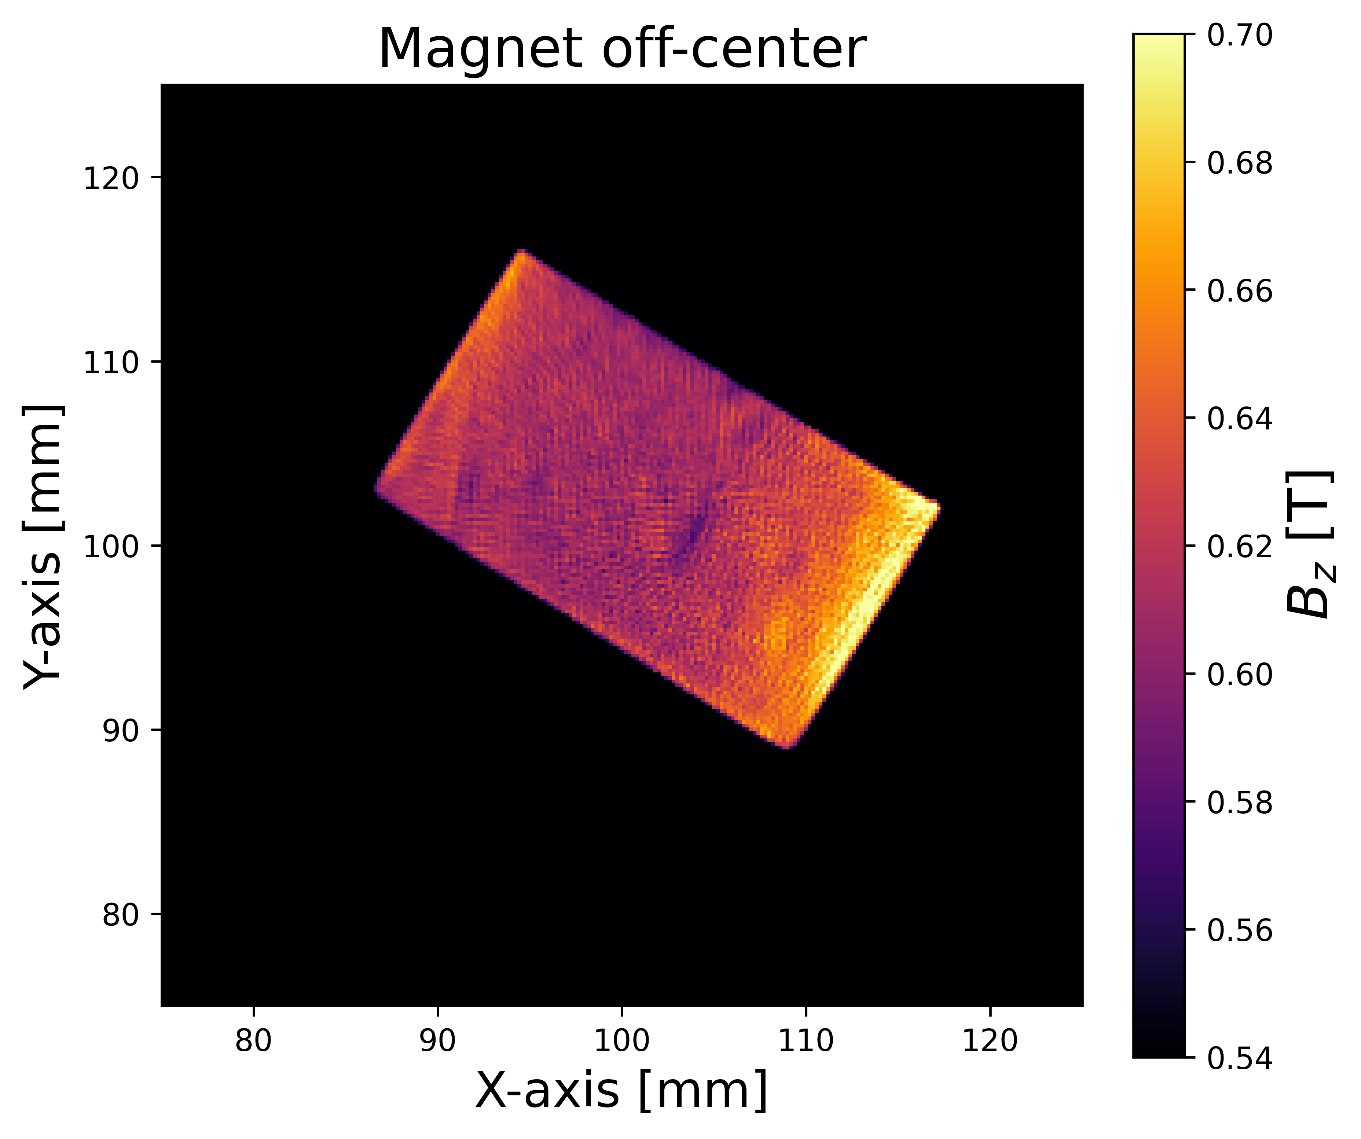 Magnet off-center
120
110
100
90
80
Y-axis [mm]
80 90 100 110 120
X-axis [mm]
0.70
0.68
0.66
0.64
0.62
0.60
0.58
0.56
0.54
B_z [T]